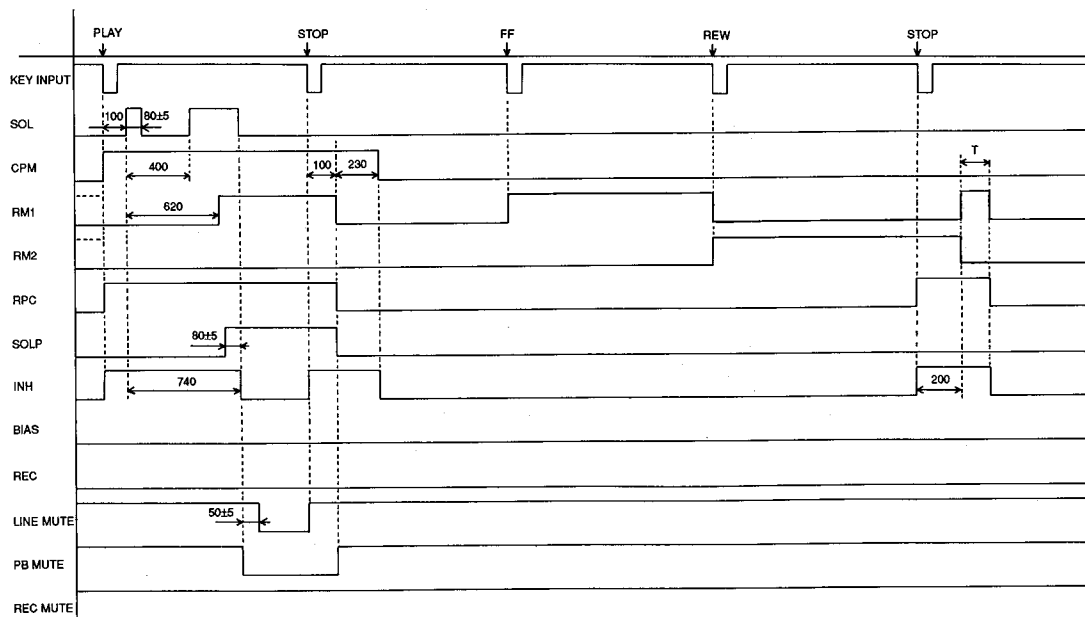 PLAY STOP FF REW STOP
KEY INPUT
SOL 100 80±5
CPM 400 100 230 T
RM1 620
RM2
RPC
SOLP 80±5
INH 740 200
BIAS
REC
LINE MUTE 50±5
PB MUTE
REC MUTE